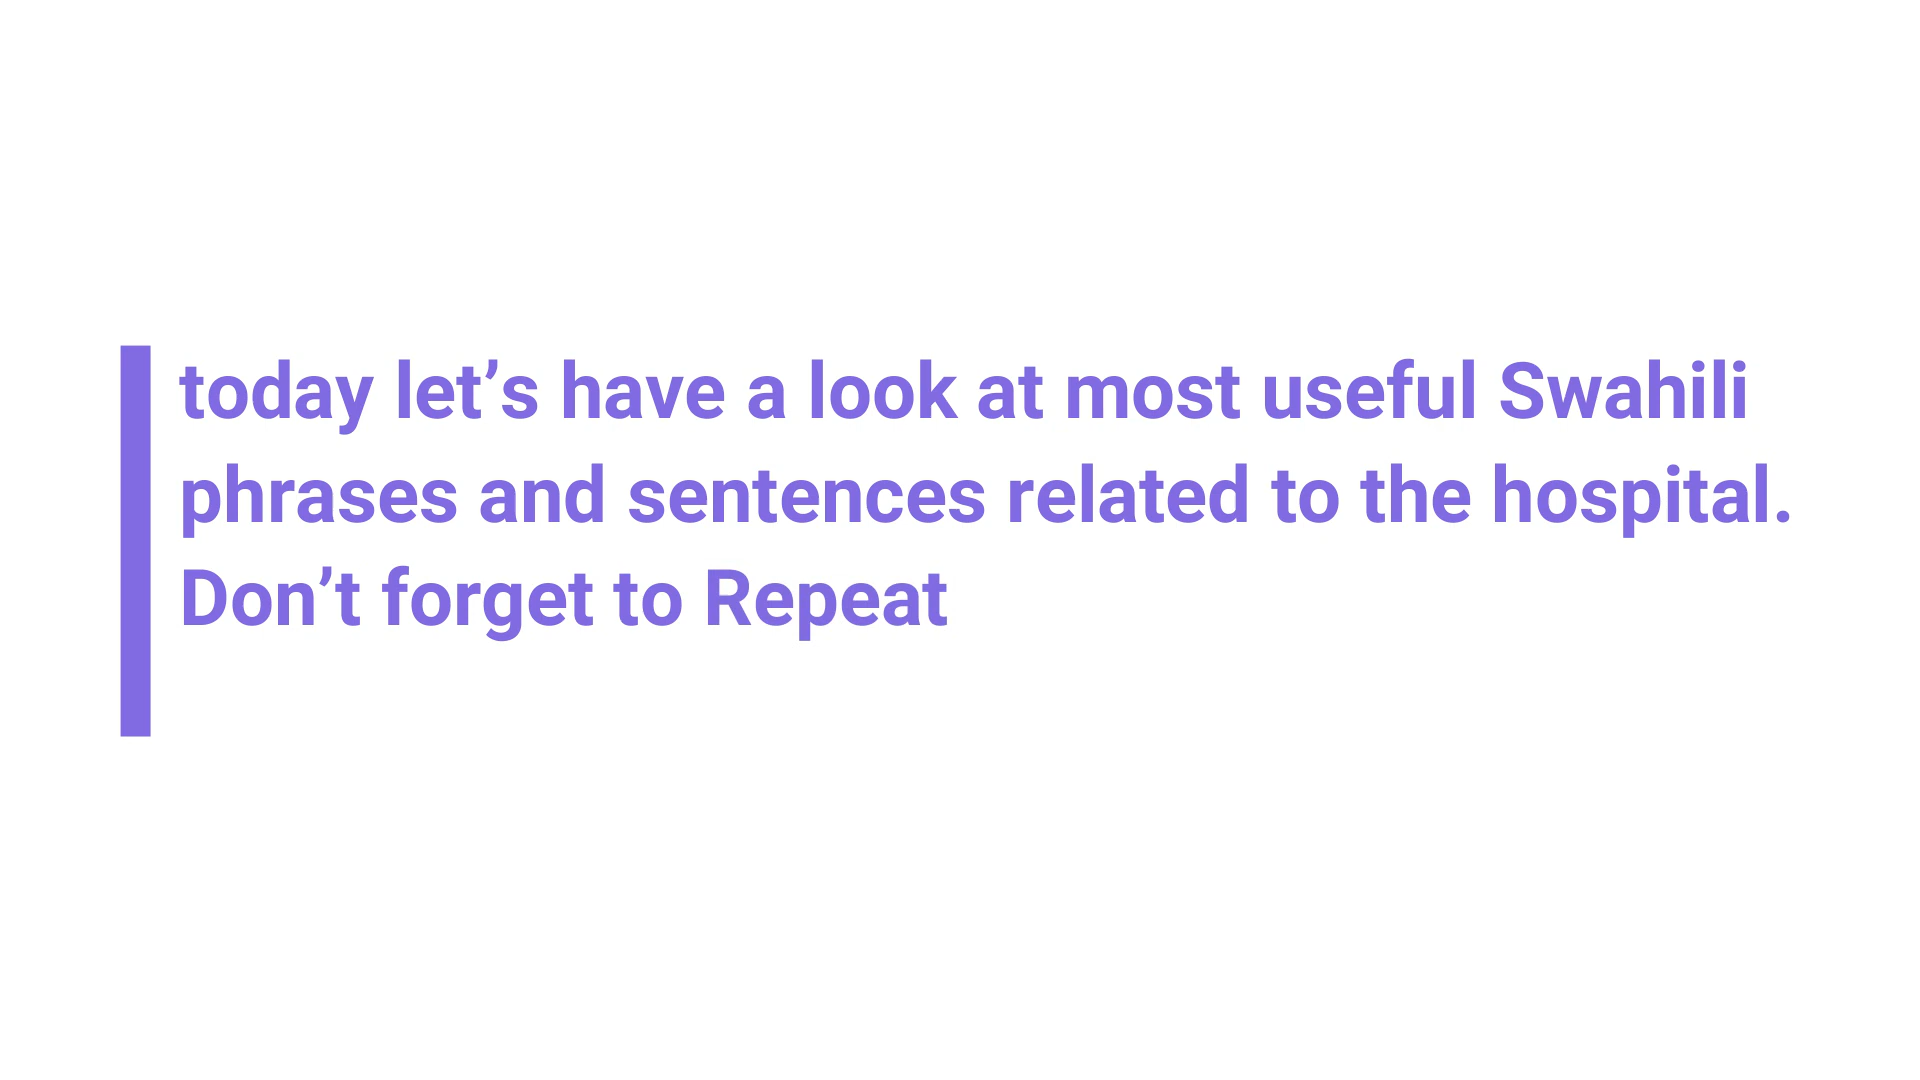 today let’s have a look at most useful Swahili
phrases and sentences related to the hospital.
Don’t forget to Repeat